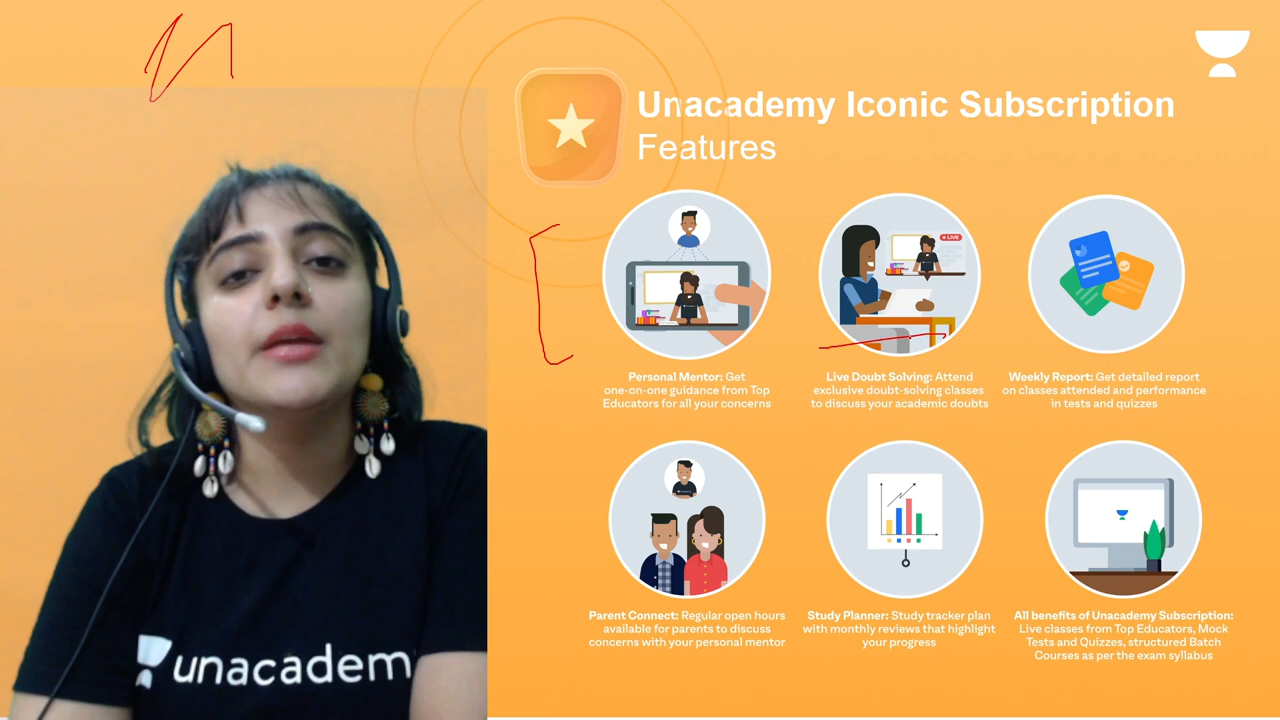 Unacademy Iconic Subscription
Features
LIVE
Personal Mentor: Get
one-on-one guidance from Top
Educators for all your concerns
Live Doubt Solving: Attend
exclusive doubt-solving classes
to discuss your academic doubts
Weekly Report: Get detailed report
on classes attended and performance
in tests and quizzes
Parent Connect: Regular open hours
available for parents to discuss
concerns with your personal mentor
Study Planner: Study tracker plan
with monthly reviews that highlight
your progress
All benefits of Unacademy Subscription:
Live classes from Top Educators, Mock
Tests and Quizzes, structured Batch
Courses as per the exam syllabus
unacadem